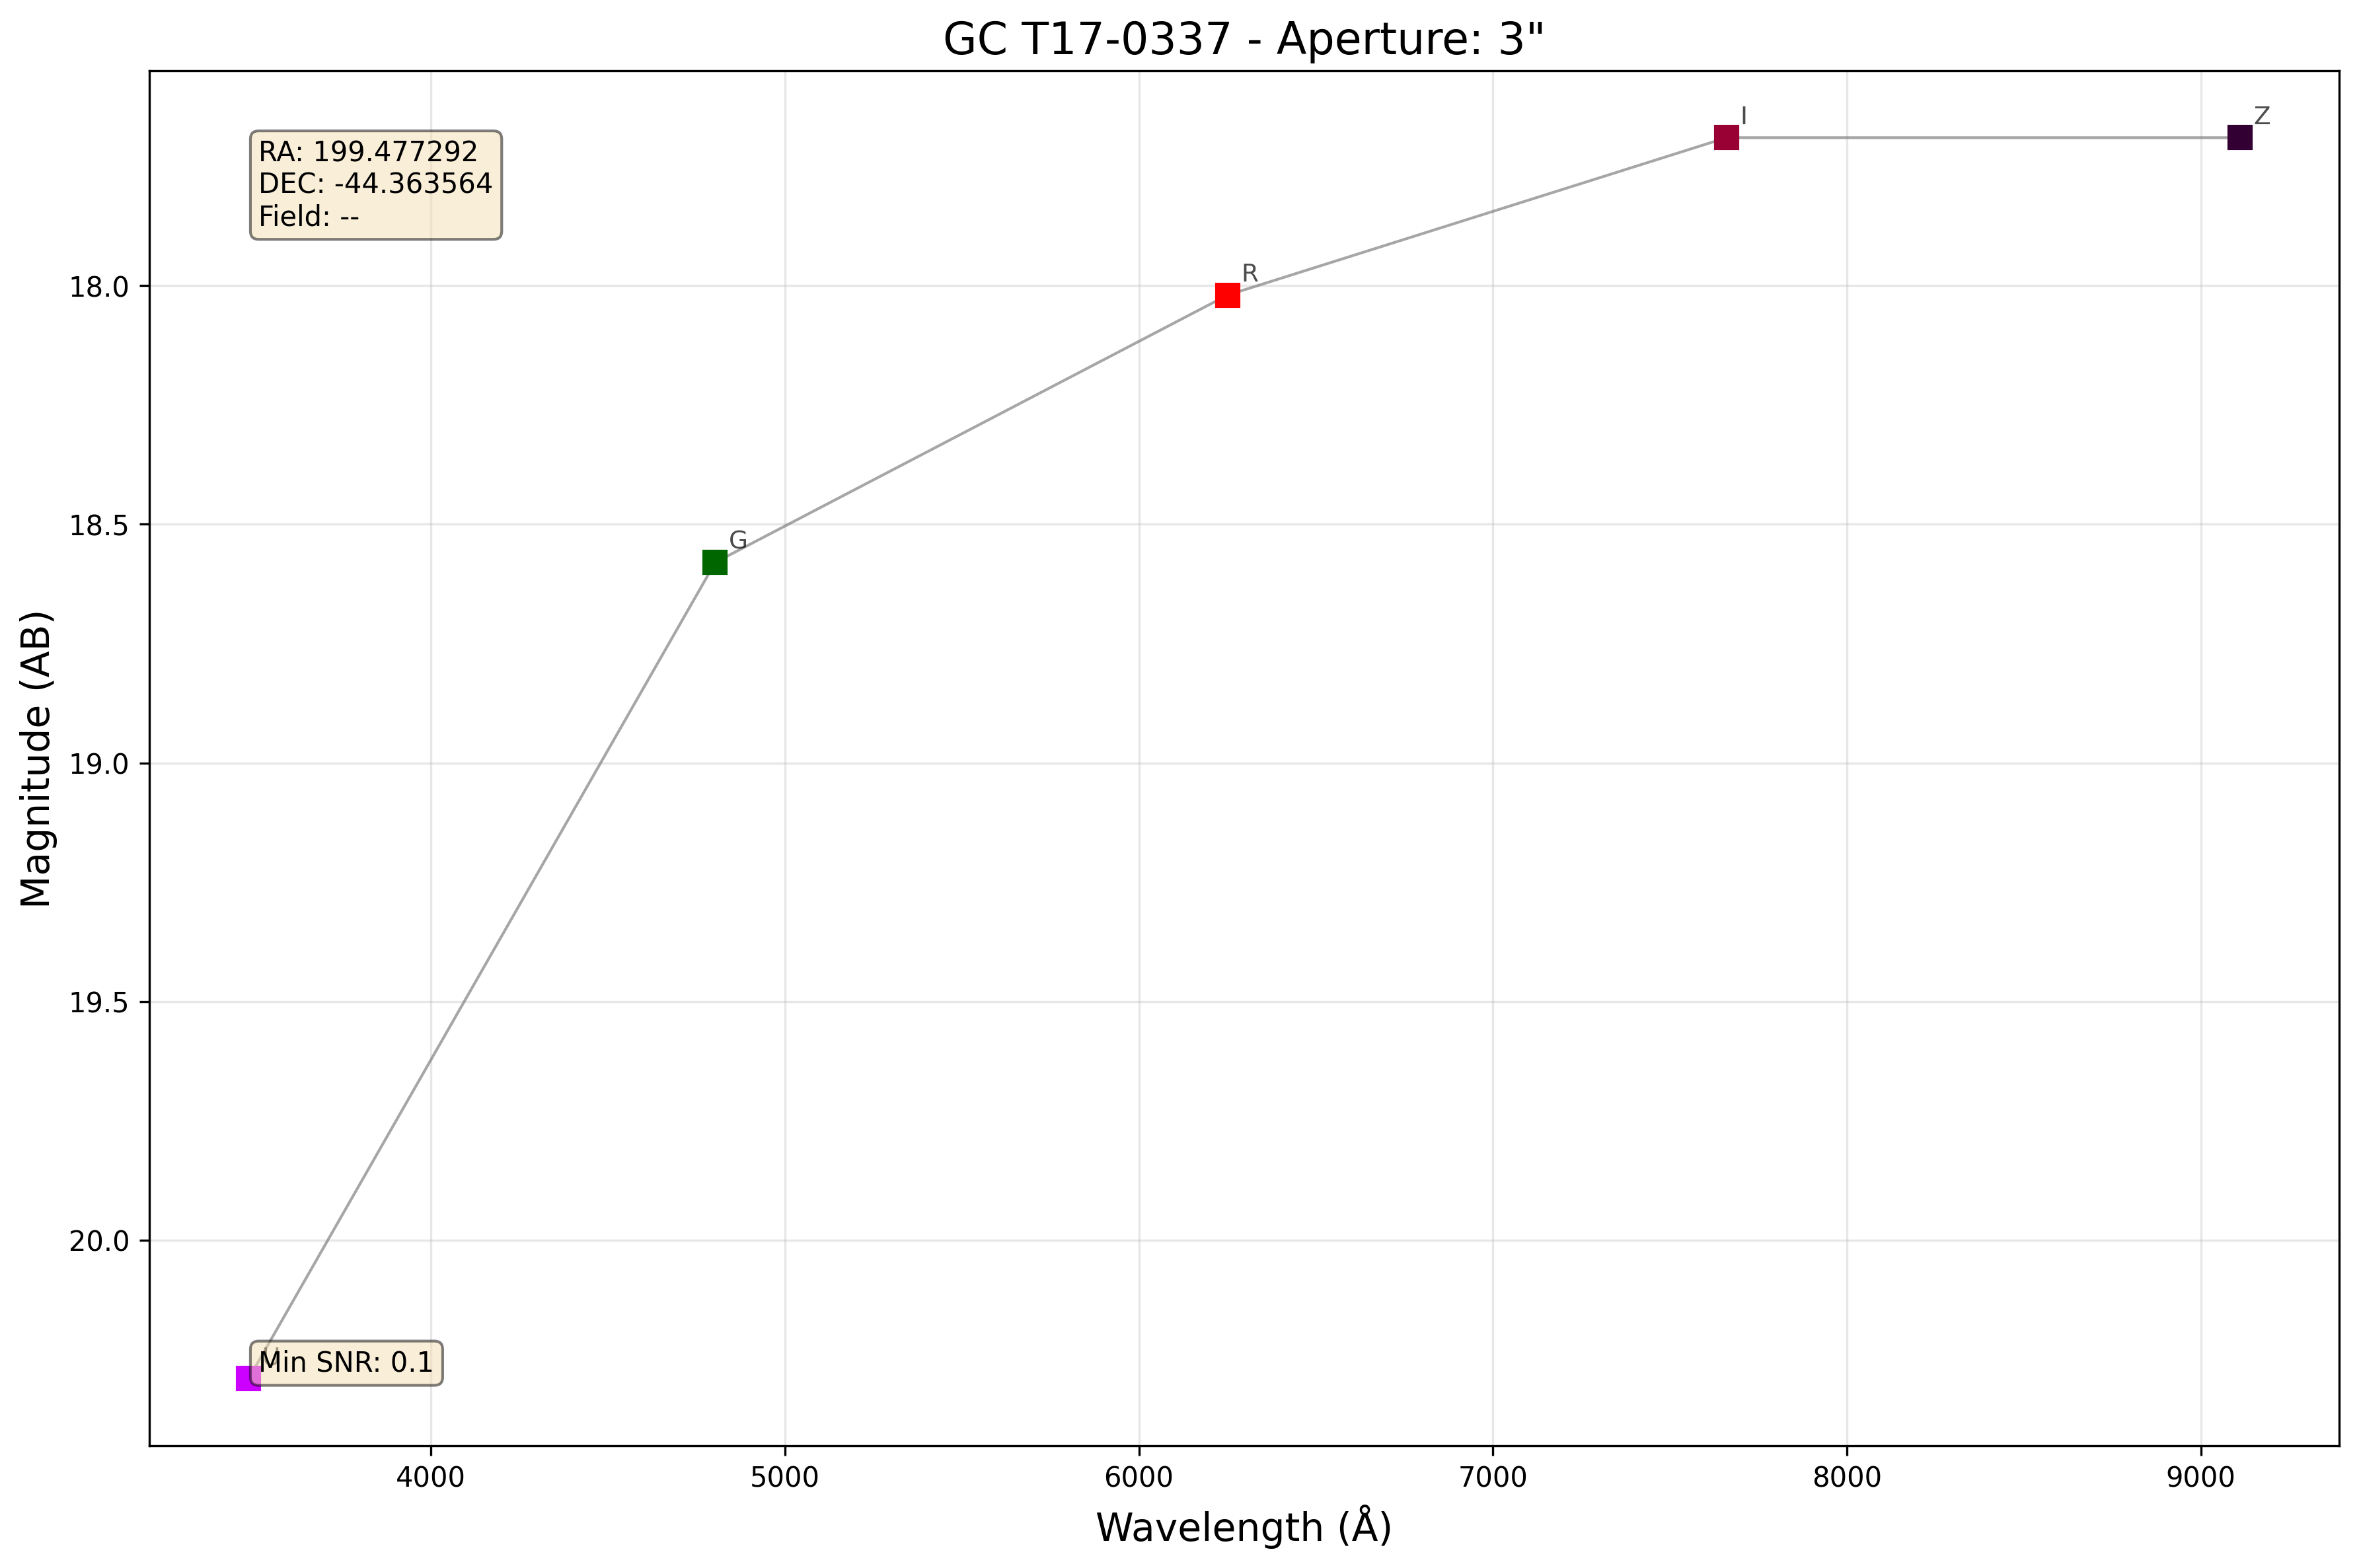 GC T17-0337 - Aperture: 3"
RA: 199.477292
DEC: -44.363564
Field: --
I
Z
R
G
Min SNR: 0.1
18.0
18.5
19.0
19.5
20.0
Magnitude (AB)
4000
5000
6000
7000
8000
9000
Wavelength (Å)